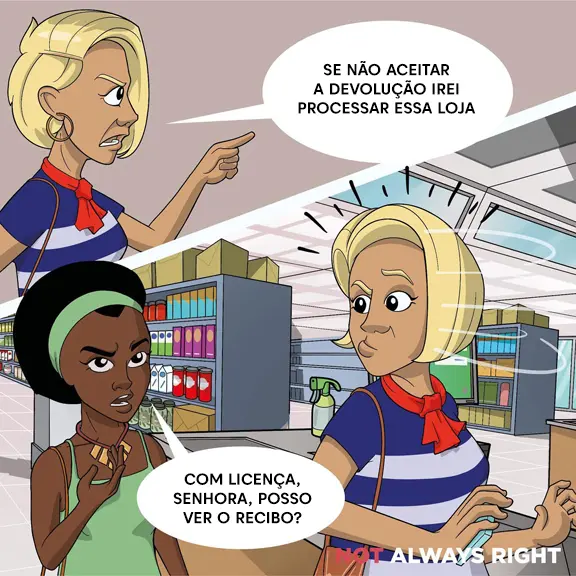 SE NÃO ACEITAR
A DEVOLUÇÃO IREI
PROCESSAR ESSA LOJA
COM LICENÇA,
SENHORA, POSSO
VER O RECIBO?
NOT ALWAYS RIGHT